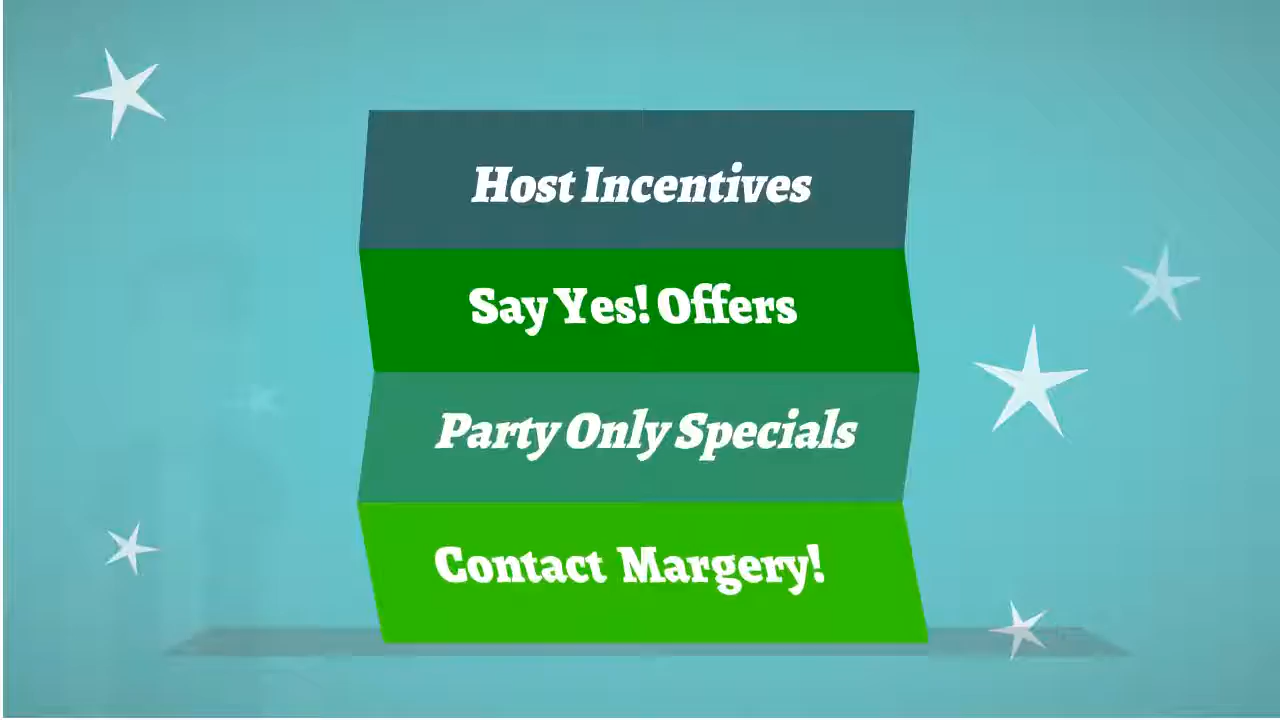 Host Incentives
Say Yes! Offers
Party Only Specials
Contact Margery!